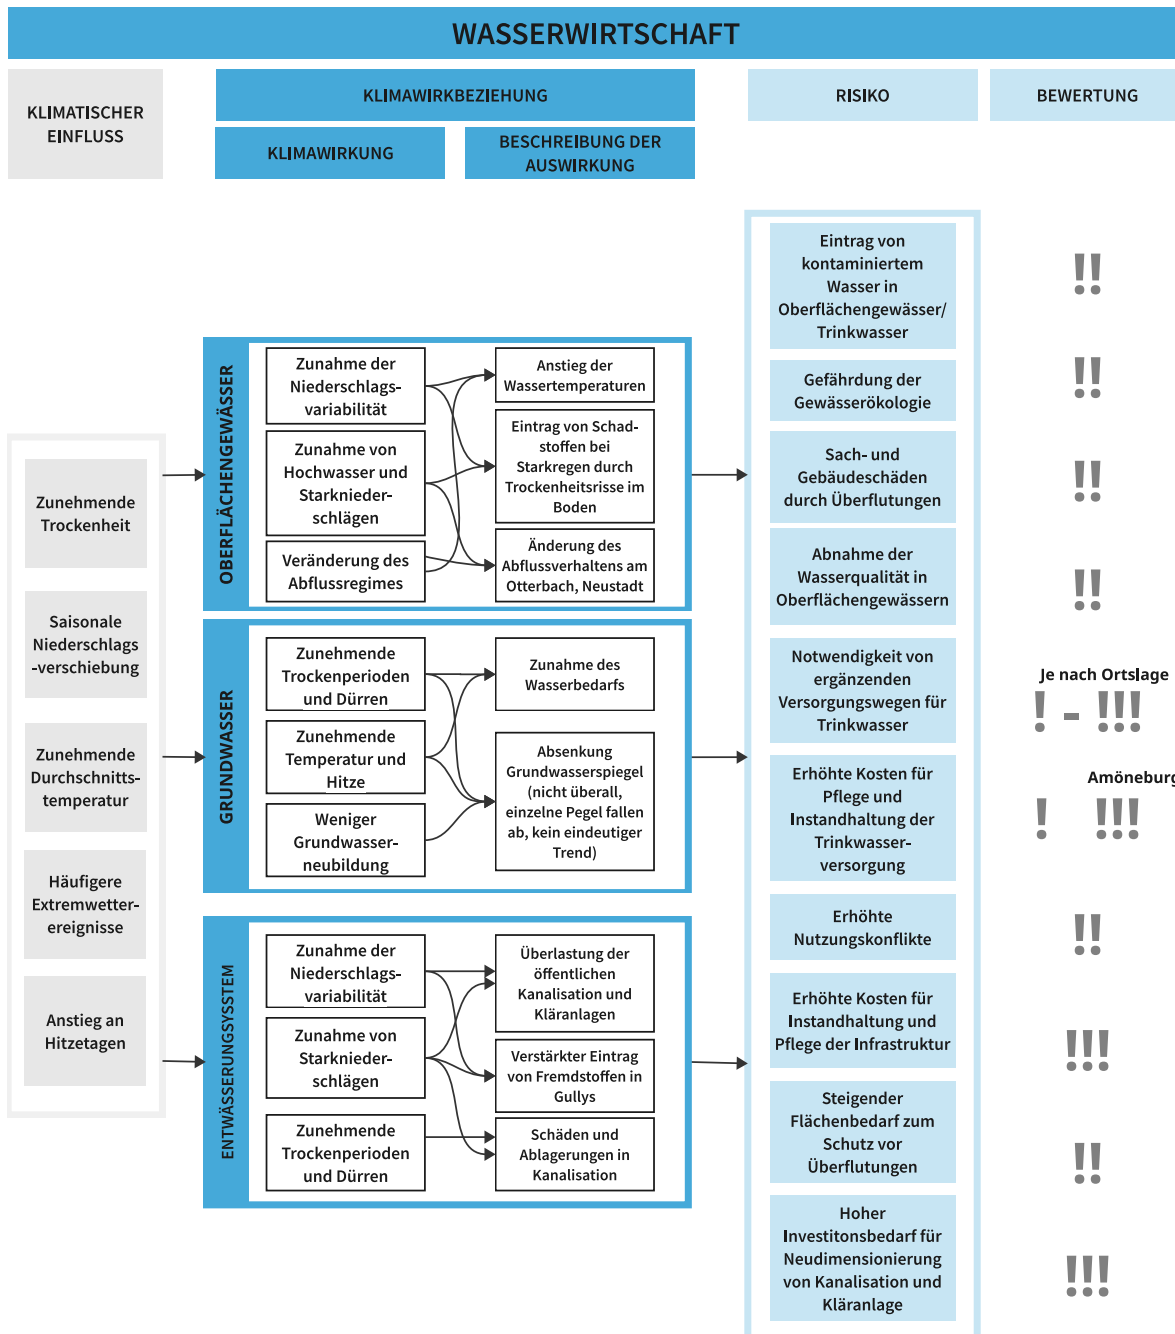 WASSERWIRTSCHAFT
KLIMATISCHER
EINFLUSS
KLIMAWIRKBEZIEHUNG
KLIMAWIRKUNG
BESCHREIBUNG DER
AUSWIRKUNG
RISIKO
BEWERTUNG
Zunehmende
Trockenheit
Saisonale
Niederschlags
-verschiebung
Zunehmende
Durchschnitts-
temperatur
Häufigere
Extremwetter-
ereignisse
Anstieg an
Hitzetagen
OBERFLÄCHENGEWÄSSER
Zunahme der
Niederschlags-
variabilität
Zunahme von
Hochwasser und
Starknieder-
schlägen
Veränderung des
Abflussregimes
Anstieg der
Wassertemperaturen
Eintrag von Schad-
stoffen bei
Starkregen durch
Trockenheitsrisse im
Boden
Änderung des
Abflussverhaltens am
Otterbach, Neustadt
GRUNDWASSER
Zunehmende
Trockenperioden
und Dürren
Zunehmende
Temperatur und
Hitze
Weniger
Grundwasser-
neubildung
Zunahme des
Wasserbedarfs
Absenkung
Grundwasserspiegel
(nicht überall,
einzelne Pegel fallen
ab, kein eindeutiger
Trend)
ENTWÄSSERUNGSYSSTEM
Zunahme der
Niederschlags-
variabilität
Zunahme von
Starknieder-
schlägen
Zunehmende
Trockenperioden
und Dürren
Überlastung der
öffentlichen
Kanalisation und
Kläranlagen
Verstärkter Eintrag
von Fremdstoffen in
Gullys
Schäden und
Ablagerungen in
Kanalisation
Eintrag von
kontaminiertem
Wasser in
Oberflächengewässer/
Trinkwasser
!!
Gefährdung der
Gewässerökologie
!!
Sach- und
Gebäudeschäden
durch Überflutungen
!!
Abnahme der
Wasserqualität in
Oberflächengewässern
!!
Notwendigkeit von
ergänzenden
Versorgungswegen für
Trinkwasser
Je nach Ortslage
! - !!!
Erhöhte Kosten für
Pflege und
Instandhaltung der
Trinkwasser-
versorgung
Amöneburg
! !!!
Erhöhte
Nutzungskonflikte
!!
Erhöhte Kosten für
Instandhaltung und
Pflege der Infrastruktur
!!!
Steigender
Flächenbedarf zum
Schutz vor
Überflutungen
!!
Hoher
Investitonsbedarf für
Neudimensionierung
von Kanalisation und
Kläranlage
!!!